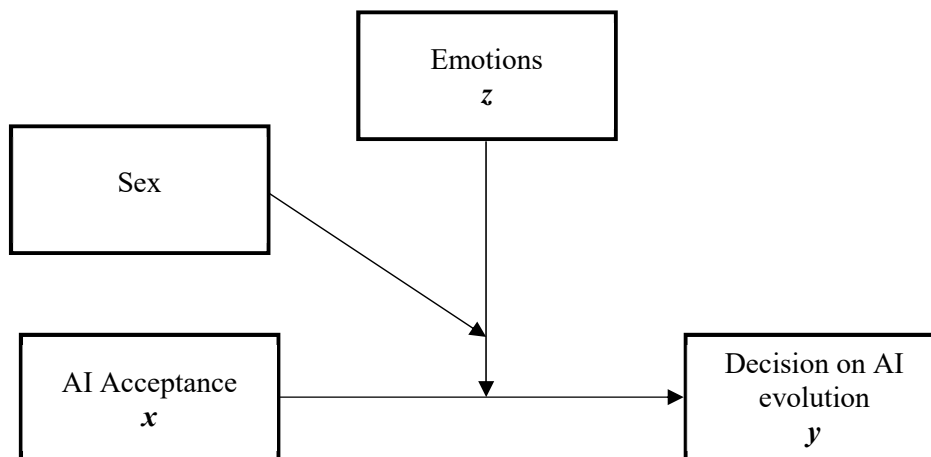 Emotions
z
Sex
AI Acceptance
x
Decision on AI
evolution
y